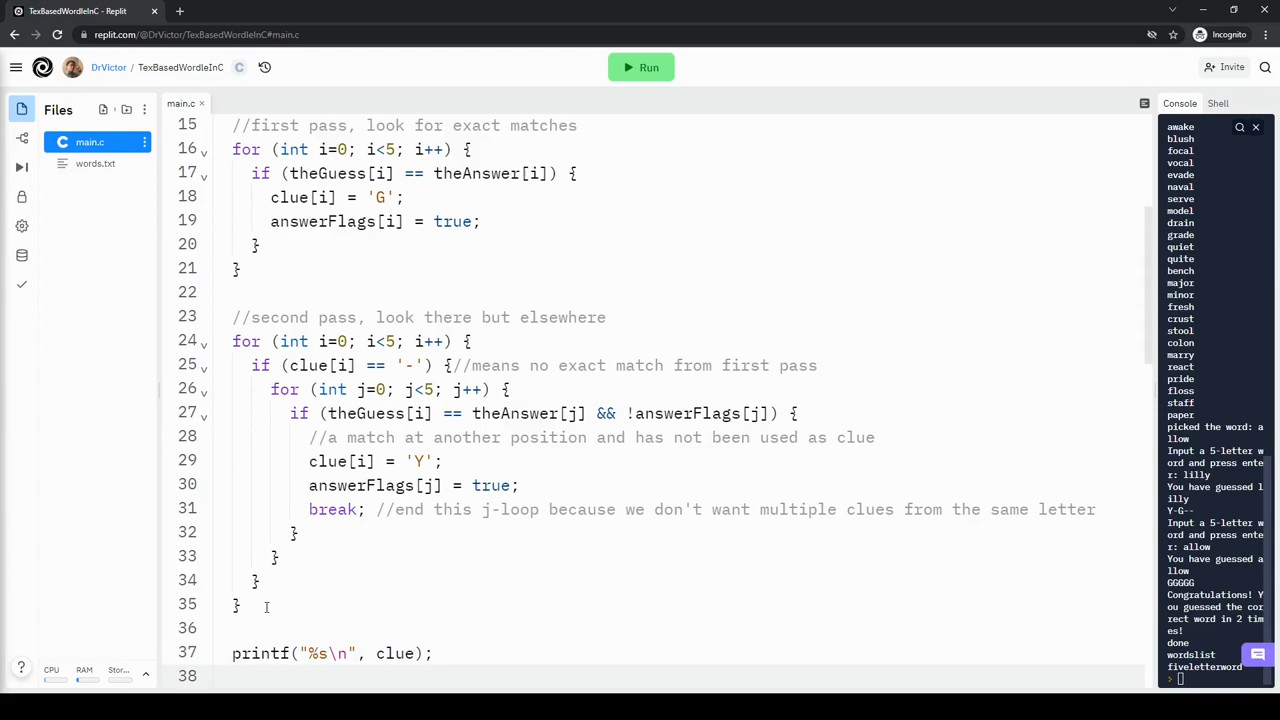 TexBasedWordleInC - Replit
replit.com/@DrVictor/TexBasedWordleInC#main.c
Incognito
DrVictor / TexBasedWordleInC C
Run
Invite
Files
main.c
words.txt
CPU RAM Stor...
main.c
15 //first pass, look for exact matches
16 for (int i=0; i<5; i++) {
17 if (theGuess[i] == theAnswer[i]) {
18 clue[i] = 'G';
19 answerFlags[i] = true;
20 }
21 }
22
23 //second pass, look there but elsewhere
24 for (int i=0; i<5; i++) {
25 if (clue[i] == '-') {//means no exact match from first pass
26 for (int j=0; j<5; j++) {
27 if (theGuess[i] == theAnswer[j] && !answerFlags[j]) {
28 //a match at another position and has not been used as clue
29 clue[i] = 'Y';
30 answerFlags[j] = true;
31 break; //end this j-loop because we don't want multiple clues from the same letter
32 }
33 }
34 }
35 }
36
37 printf("%s\n", clue);
38
Console Shell
awake
blush
focal
vocal
evade
naval
serve
model
drain
grade
quiet
quite
bench
major
minor
fresh
crust
stool
colon
marry
react
pride
floss
staff
paper
picked the word: a
llow
Input a 5-letter w
ord and press ente
r: lilly
You have guessed l
illy
Y-G--
Input a 5-letter w
ord and press ente
r: allow
You have guessed a
llow
GGGGG
Congratulations! Y
ou guessed the cor
rect word in 2 tim
es!
done
wordslist
fiveletterword
>